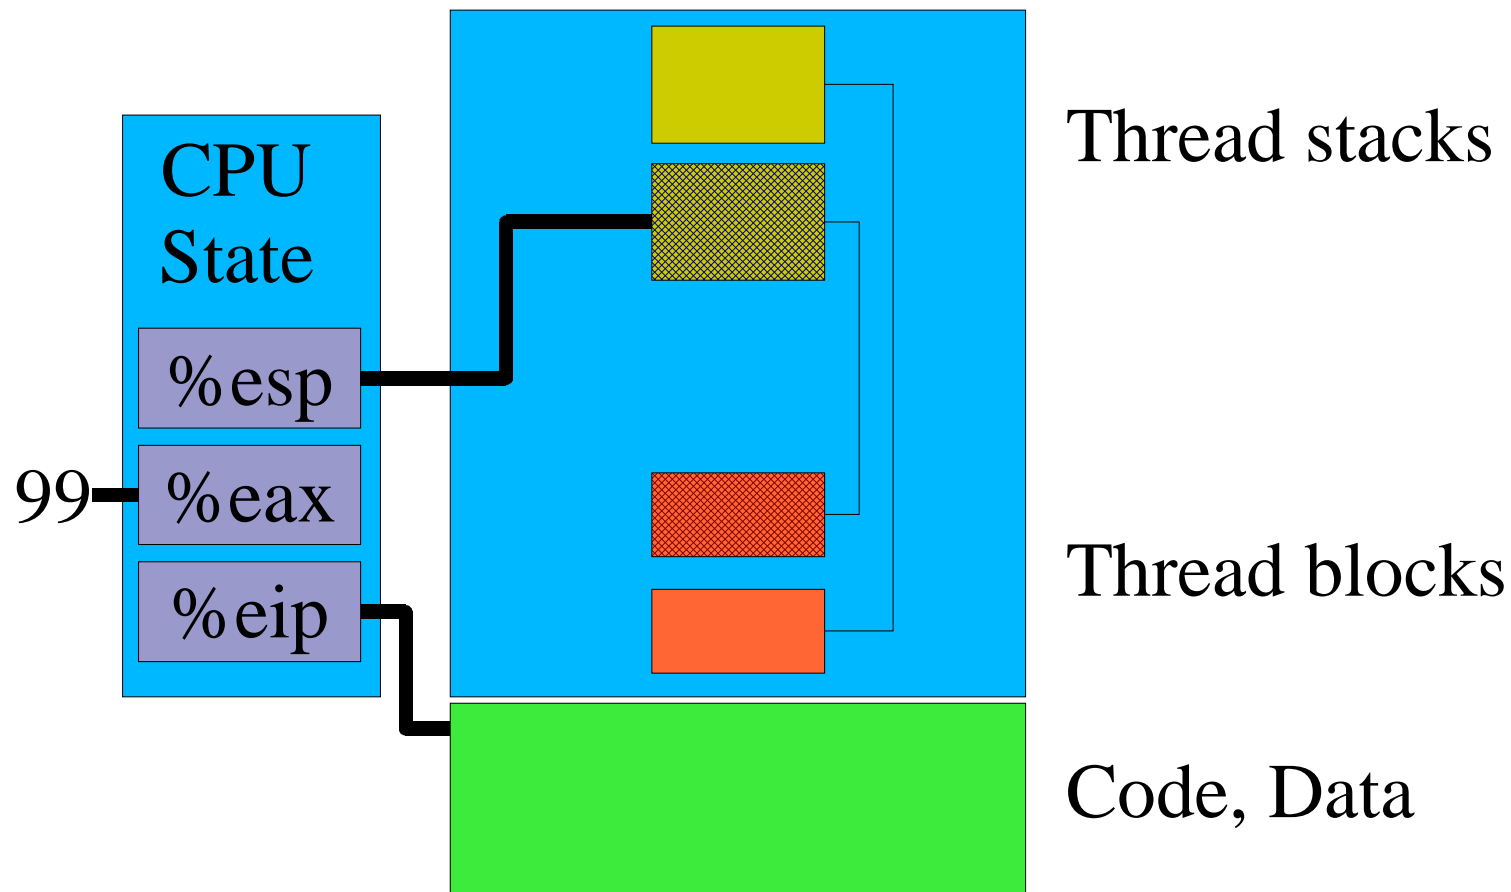 CPU
State
%esp
99
%eax
%eip
Thread stacks
Thread blocks
Code, Data